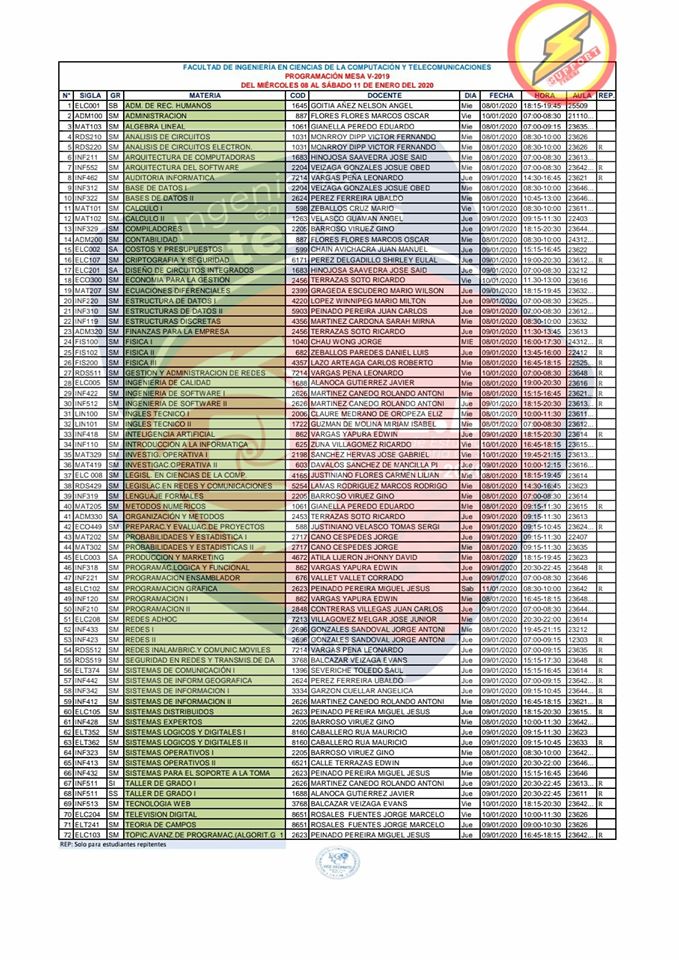 SUPPORT
FACULTAD DE INGENIERÍA EN CIENCIAS DE LA COMPUTACIÓN Y TELECOMUNICACIONES
PROGRAMACIÓN MESA V-2019
DEL MIÉRCOLES 08 AL SÁBADO 11 DE ENERO DEL 2020
N° SIGLA GR MATERIA COD DOCENTE DIA FECHA HORA AULA REP.
1 ELC001 SB ADM. DE REC. HUMANOS 1645 GOITIA AÑEZ NELSON ANGEL Mie 08/01/2020 18:15-19:45 25509
2 ADM100 SM ADMINISTRACION 887 FLORES FLORES MARCOS OSCAR Vie 10/01/2020 07:00-08:30 21110...
3 MAT103 SM ALGEBRA LINEAL 1061 GIANELLA PEREDO EDUARDO Mie 08/01/2020 07:00-09:15 23635...
4 RDS210 SM ANALISIS DE CIRCUITOS 1031 MONRROY DIPP VICTOR FERNANDO Mie 08/01/2020 08:30-10:00 23626
5 RDS220 SM ANALISIS DE CIRCUITOS ELECTRON. 1031 MONRROY DIPP VICTOR FERNANDO Mie 08/01/2020 08:30-10:00 23626 R
6 INF211 SM ARQUITECTURA DE COMPUTADORAS 1683 HINOJOSA SAAVEDRA JOSE SAID Mie 08/01/2020 07:00-08:30 23613...
7 INF552 SM ARQUITECTURA DEL SOFTWARE 2204 VEIZAGA GONZALES JOSUE OBED Mie 08/01/2020 07:00-08:30 23642... R
8 INF462 SM AUDITORIA INFORMATICA 7214 VARGAS PEÑA LEONARDO Jue 09/01/2020 14:30-16:45 23621 R
9 INF312 SM BASE DE DATOS I 2204 VEIZAGA GONZALES JOSUE OBED Mie 08/01/2020 08:30-10:00 23646...
10 INF322 SM BASES DE DATOS II 2624 PEREZ FERREIRA UBALDO Mie 08/01/2020 10:45-13:00 23646...
11 MAT101 SM CALCULO I 598 ZEBALLOS CRUZ MARIO Vie 10/01/2020 08:30-10:00 23611...
12 MAT102 SM CALCULO II 1263 VELASCO GUAMAN ANGEL Jue 09/01/2020 09:15-11:30 22403
13 INF329 SM COMPILADORES 2205 BARROSO VIRUEZ GINO Jue 09/01/2020 18:15-20:30 23644...
14 ADM200 SM CONTABILIDAD 887 FLORES FLORES MARCOS OSCAR Mie 08/01/2020 08:30-10:00 24312...
15 ELC002 SA COSTOS Y PRESUPUESTOS 599 CHAIN AVICHACRA JUAN MANUEL Jue 09/01/2020 15:15-16:45 23622
16 ELC107 SM CRIPTOGRAFIA Y SEGURIDAD 6171 PEREZ DELGADILLO SHIRLEY EULAL Jue 09/01/2020 19:00-20:30 23612... R
17 ELC201 SA DISEÑO DE CIRCUITOS INTEGRADOS 1683 HINOJOSA SAAVEDRA JOSE SAID Jue 09/01/2020 07:00-08:30 23212
18 ECO300 SM ECONOMIA PARA LA GESTION 2456 TERRAZAS SOTO RICARDO Vie 10/01/2020 11:30-13:00 23616
19 MAT207 SM ECUACIONES DIFERENCIALES 2399 GRAGEDA ESCUDERO MARIO WILSON Jue 09/01/2020 18:15-19:45 23632...
20 INF220 SM ESTRUCTURA DE DATOS I 4220 LOPEZ WINNIPEG MARIO MILTON Jue 09/01/2020 07:00-08:30 23625...
21 INF310 SM ESTRUCTURAS DE DATOS II 5903 PEINADO PEREIRA JUAN CARLOS Jue 09/01/2020 07:00-08:30 23612...
22 INF119 SM ESTRUCTURAS DISCRETAS 4356 MARTINEZ CARDONA SARAH MIRNA Mie 08/01/2020 08:30-10:00 23632
23 ADM320 SM FINANZAS PARA LA EMPRESA 2456 TERRAZAS SOTO RICARDO Jue 09/01/2020 11:30-13:45 23613
24 FIS100 SM FISICA I 1040 CHAU WONG JORGE MIE 08/01/2020 16:00-17:30 24312... R
25 FIS102 SM FISICA II 682 ZEBALLOS PAREDES DANIEL LUIS Jue 09/01/2020 13:45-16:00 22412 R
26 FIS200 SM FISICA III 4357 LAZO ARTEAGA CARLOS ROBERTO Mie 08/01/2020 16:45-18:15 22525 R
27 RDS511 SM GESTION Y ADMINISTRACION DE REDES 7214 VARGAS PEÑA LEONARDO Jue 09/01/2020 07:00-08:30 23648 R
28 ELC005 SM INGENIERIA DE CALIDAD 1688 ALANOCA GUTIERREZ JAVIER Mie 08/01/2020 19:00-20:30 23616 R
29 INF422 SM INGENIERIA DE SOFTWARE I 2626 MARTINEZ CANEDO ROLANDO ANTONI Mie 08/01/2020 15:15-16:45 23621... R
30 INF512 SM INGENIERIA DE SOFTWARE II 2626 MARTINEZ CANEDO ROLANDO ANTONI Jue 09/01/2020 18:15-20:30 23613... R
31 LIN100 SM INGLES TECNICO I 2006 CLAURE MEDRANO DE OROPEZA ELIZ Mie 08/01/2020 10:00-11:30 23611...
32 LIN101 SM INGLES TECNICO II 1722 GUZMAN DE MOLINA MIRIAM ISABEL Mie 08/01/2020 07:00-08:30 23612...
33 INF418 SM INTELIGENCIA ARTIFICIAL 862 VARGAS YAPURA EDWIN Jue 09/01/2020 18:15-20:30 23614 R
34 INF110 SM INTRODUCCION A LA INFORMATICA 625 ZUNA VILLAGOMEZ RICARDO Vie 10/01/2020 16:45-18:15 23615...
35 MAT329 SM INVESTIG. OPERATIVA I 2198 SANCHEZ HERVAS JOSE GABRIEL Vie 10/01/2020 19:45-21:15 23613...
36 MAT419 SM INVESTIGAC.OPERATIVA II 603 DAVALOS SANCHEZ DE MANCILLA PI Jue 09/01/2020 10:00-12:15 23616...
37 ELC 008 SM LEGISL. EN CIENCIAS DE LA COMP. 4165 JUSTINIANO FLORES CARMEN LILIAN Mie 08/01/2020 18:15-19:45 23614
38 RDS429 SM LEGISLAC.EN REDES Y COMUNICACIONES 5254 LAMAS RODRIGUEZ MARCOS RODRIGO Mie 08/01/2020 14:30-16:45 23623
39 INF319 SM LENGUAJE FORMALES 2205 BARROSO VIRUEZ GINO Mie 08/01/2020 07:00-08:30 23614
40 MAT205 SM METODOS NUMERICOS 1061 GIANELLA PEREDO EDUARDO MIe 08/01/2020 09:15-11:30 23615 R
41 ADM330 SA ORGANIZACION Y METODOS 2453 TERRAZAS SOTO RICARDO Jue 09/01/2020 09:15-11:30 23613
42 ECO449 SM PREPARAC.Y EVALUAC.DE PROYECTOS 588 JUSTINIANO VELASCO TOMAS SERGI Jue 09/01/2020 09:15-10:45 23624... R
43 MAT202 SM PROBABILIDADES Y ESTADISTICA I 2717 CANO CESPEDES JORGE Jue 09/01/2020 09:15-11:30 22407
44 MAT302 SM PROBABILIDADES Y ESTADISTICAS II 2717 CANO CESPEDES JORGE Mie 08/01/2020 09:15-11:30 23635
45 ELC003 SA PRODUCCION Y MARKETING 4672 ATILA LIJERON JHONNY DAVID Mie 08/01/2020 18:15-19:45 23623
46 INF318 SM PROGRAMAC.LOGICA Y FUNCIONAL 862 VARGAS YAPURA EDWIN Jue 09/01/2020 20:30-22:45 23648 R
47 INF221 SM PROGRAMACION ENSAMBLADOR 676 VALLET VALLET CORRADO Jue 09/01/2020 07:00-08:30 23646
48 ELC102 SM PROGRAMACION GRAFICA 2623 PEINADO PEREIRA MIGUEL JESUS Sab 11/01/2020 08:30-10:00 23642 R
49 INF120 SM PROGRAMACION I 862 VARGAS YAPURA EDWIN Mie 08/01/2020 16:45-18:15 23648
50 INF210 SM PROGRAMACION II 2848 CONTRERAS VILLEGAS JUAN CARLOS Jue 09/01/2020 07:00-08:30 23644...
51 ELC208 SM REDES ADHOC 7213 VILLAGOMEZ MELGAR JOSE JUNIOR Mie 08/01/2020 20:30-22:00 23614
52 INF433 SM REDES I 2696 GONZALES SANDOVAL JORGE ANTONI Mie 08/01/2020 19:45-21:15 23212
53 INF423 SM REDES II 2696 GONZALES SANDOVAL JORGE ANTONI Jue 09/01/2020 09:15-11:30 12303 R
54 RDS512 SM REDES INALAMBRIC.Y COMUNIC.MOVILES 7214 VARGAS PEÑA LEONARDO Jue 09/01/2020 07:00-09:15 23635 R
55 RDS519 SM SEGURIDAD EN REDES Y TRANSMIS.DE DA 3768 BALCAZAR VEIZAGA EVANS Jue 09/01/2020 15:15-17:30 23648 R
56 ELT374 SM SISTEMAS DE COMUNICACIÓN I 1396 SEVERICHE TOLEDO SAUL Jue 09/01/2020 09:15-11:30 23614 R
57 INF442 SM SISTEMAS DE INFORM.GEOGRAFICA 2624 PEREZ FERREIRA UBALDO Jue 09/01/2020 07:00-09:15 23642... R
58 INF342 SM SISTEMAS DE INFORMACION I 3334 GARZON CUELLAR ANGELICA Jue 09/01/2020 09:15-10:45 23644... R
59 INF412 SM SISTEMAS DE INFORMACION II 2626 MARTINEZ CANEDO ROLANDO ANTONI Mie 08/01/2020 16:45-18:15 23621... R
60 ELC105 SM SISTEMAS DISTRIBUIDOS 2623 PEINADO PEREIRA MIGUEL JESUS Jue 09/01/2020 18:15-20:30 23615... R
61 INF428 SM SISTEMAS EXPERTOS 2205 BARROSO VIRUEZ GINO Mie 08/01/2020 10:00-11:30 23642...
62 ELT352 SM SISTEMAS LOGICOS Y DIGITALES I 8160 CABALLERO RUA MAURICIO Jue 09/01/2020 09:15-11:30 23623
63 ELT362 SM SISTEMAS LOGICOS Y DIGITALES II 8160 CABALLERO RUA MAURICIO Jue 09/01/2020 09:15-10:45 23633 R
64 INF323 SM SISTEMAS OPERATIVOS I 2205 BARROSO VIRUEZ GINO Mie 08/01/2020 08:30-10:00 23642...
65 INF413 SM SISTEMAS OPERATIVOS II 6521 CALLE TERRAZAS EDWIN Jue 09/01/2020 20:30-22:00 23646...
66 INF432 SM SISTEMAS PARA EL SOPORTE A LA TOMA 2623 PEINADO PEREIRA MIGUEL JESUS Mie 08/01/2020 15:15-16:45 23646
67 INF511 SI TALLER DE GRADO I 2626 MARTINEZ CANEDO ROLANDO ANTONI Jue 09/01/2020 20:30-22:45 23613... R
68 INF511 SS TALLER DE GRADO I 1688 ALANOCA GUTIERREZ JAVIER Jue 09/01/2020 20:30-22:45 23611 R
69 INF513 SM TECNOLOGIA WEB 3768 BALCAZAR VEIZAGA EVANS Vie 10/01/2020 18:15-20:30 23642... R
70 ELC204 SM TELEVISION DIGITAL 8651 ROSALES FUENTES JORGE MARCELO Vie 10/01/2020 10:00-11:30 23626
71 ELT241 SM TEORIA DE CAMPOS 8651 ROSALES FUENTES JORGE MARCELO Jue 09/01/2020 09:00-10:30 23626
72 ELC103 SM TOPIC.AVANZ.DE PROGRAMAC.(ALGORIT.G 1 2623 PEINADO PEREIRA MIGUEL JESUS Jue 09/01/2020 16:45-18:15 23642... R
REP: Solo para estudiantes repitentes